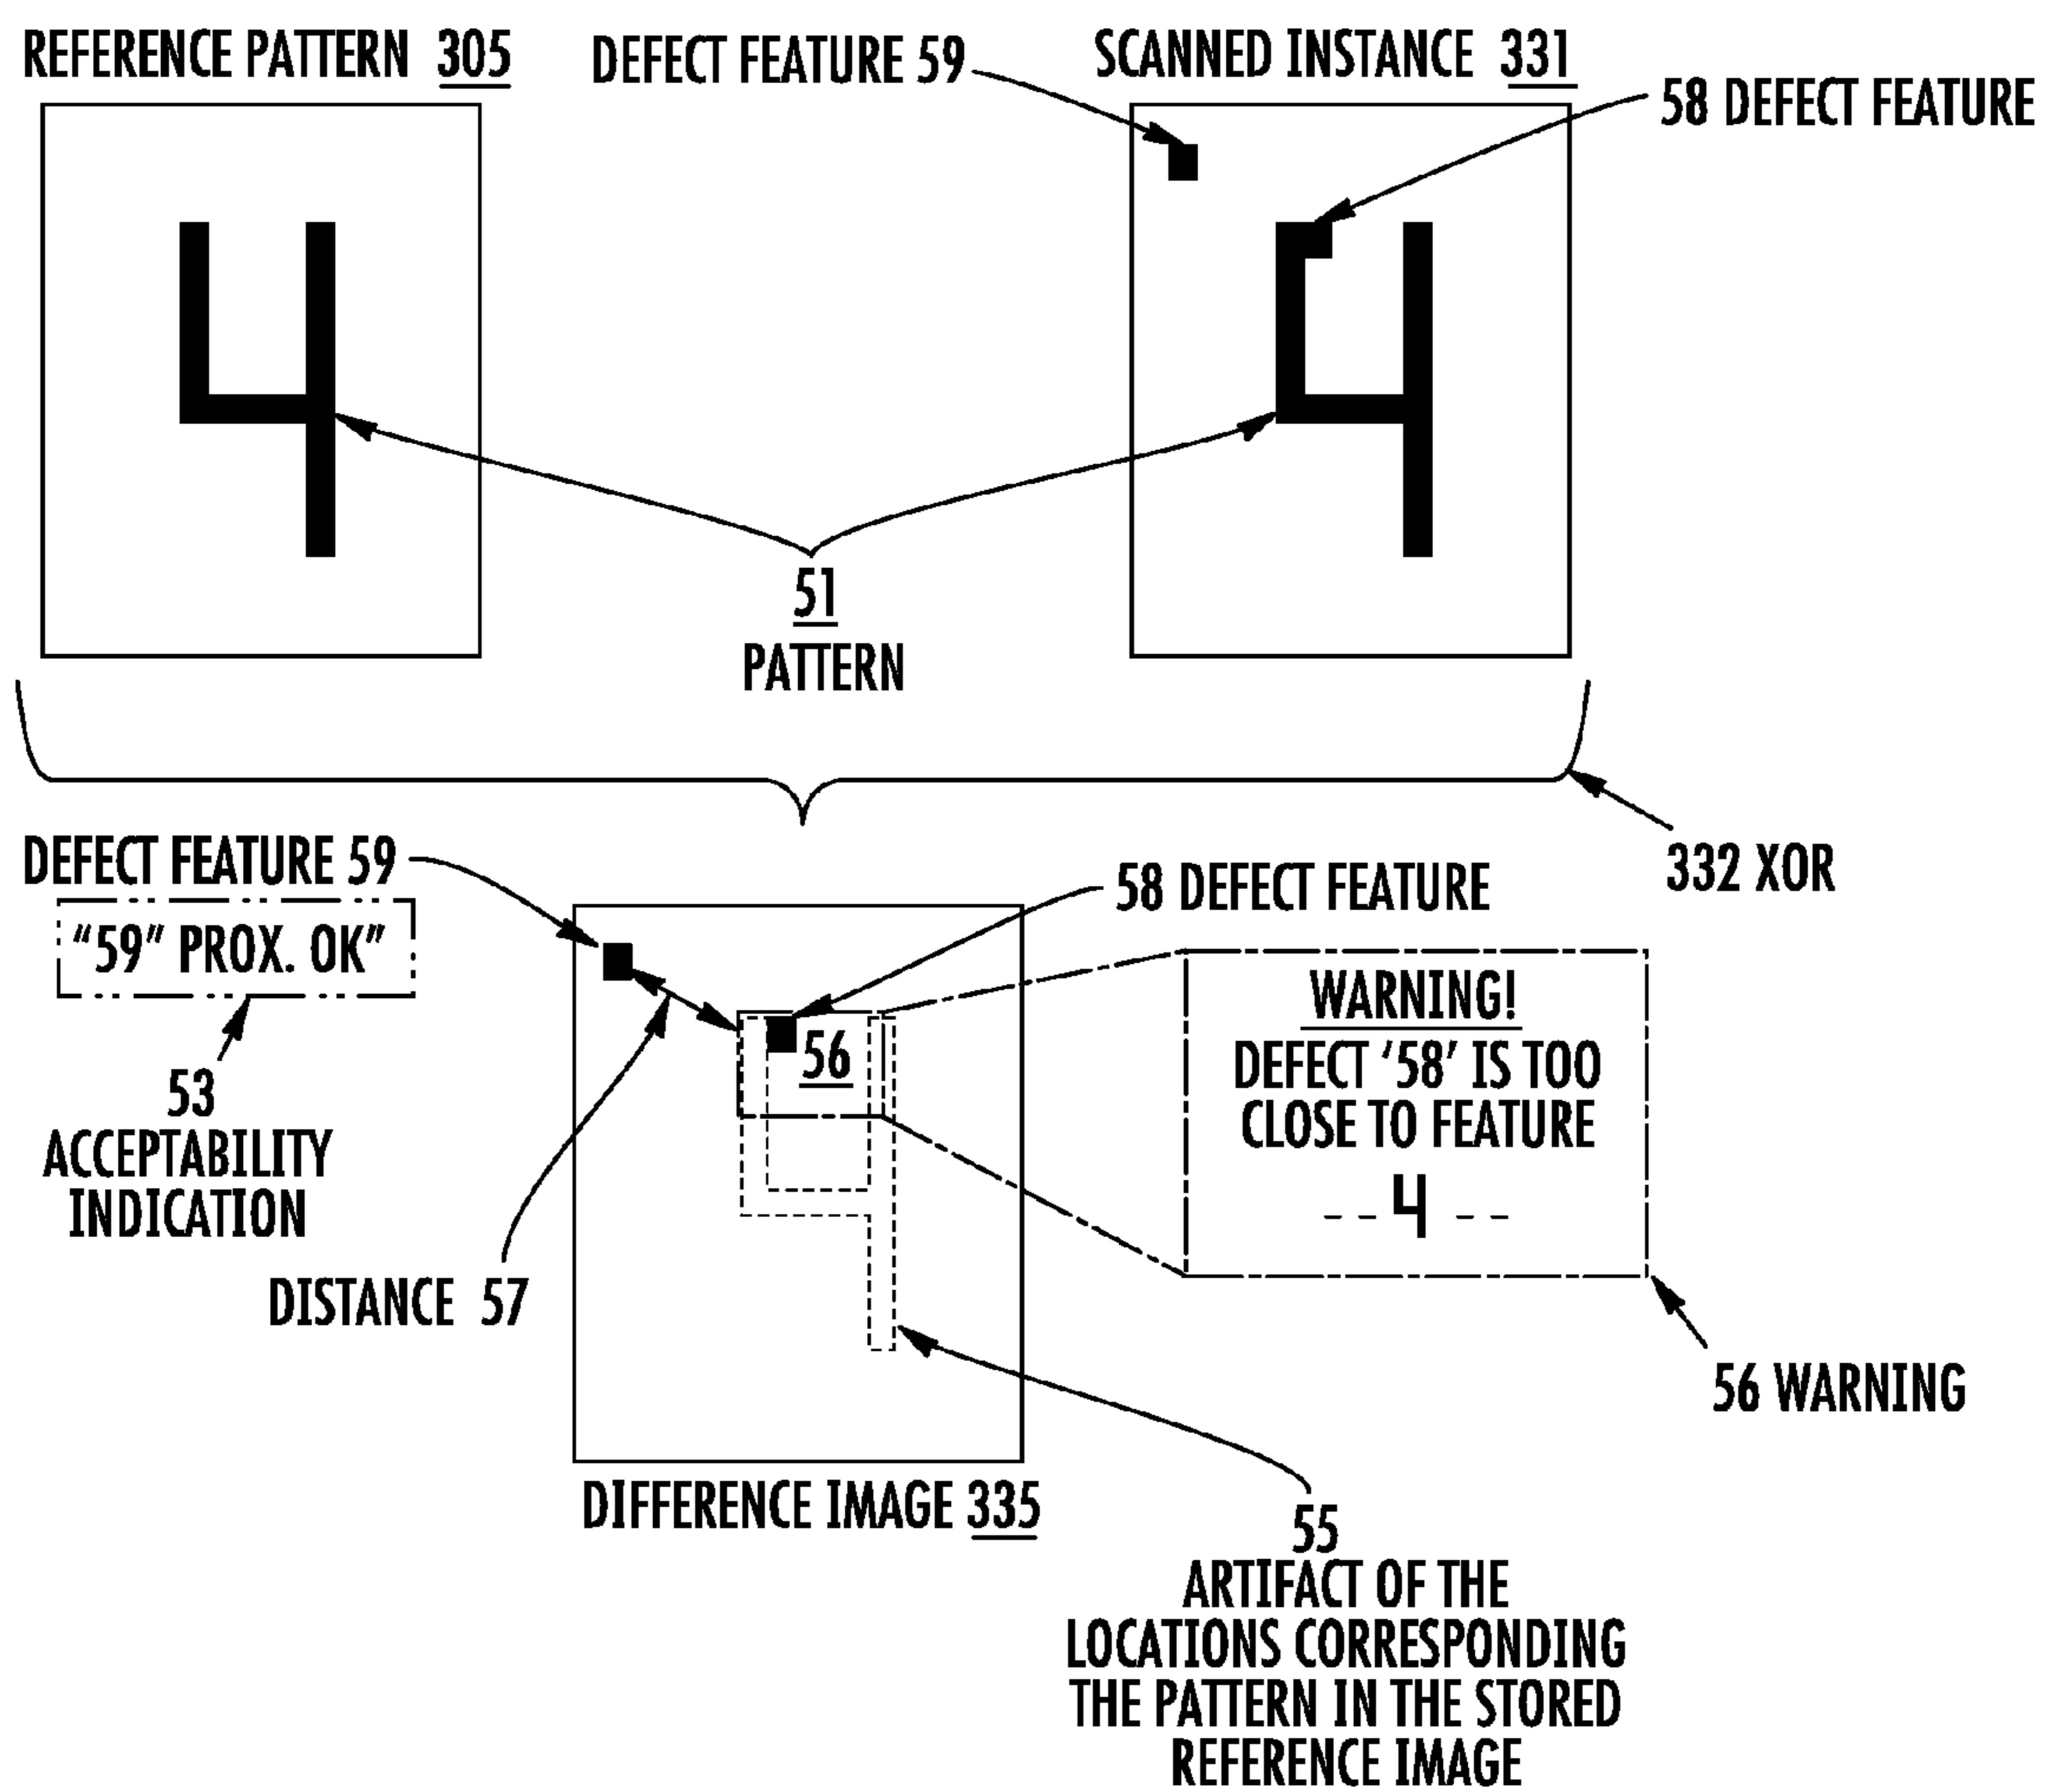 REFERENCE PATTERN 305
DEFECT FEATURE 59
SCANNED INSTANCE 331
58 DEFECT FEATURE
4
4
51
PATTERN
332 XOR
DEFECT FEATURE 59
"59" PROX. OK"
53
ACCEPTABILITY
INDICATION
58 DEFECT FEATURE
56
WARNING!
DEFECT '58' IS TOO
CLOSE TO FEATURE
-- 4 --
56 WARNING
DISTANCE 57
DIFFERENCE IMAGE 335
55
ARTIFACT OF THE
LOCATIONS CORRESPONDING
THE PATTERN IN THE STORED
REFERENCE IMAGE